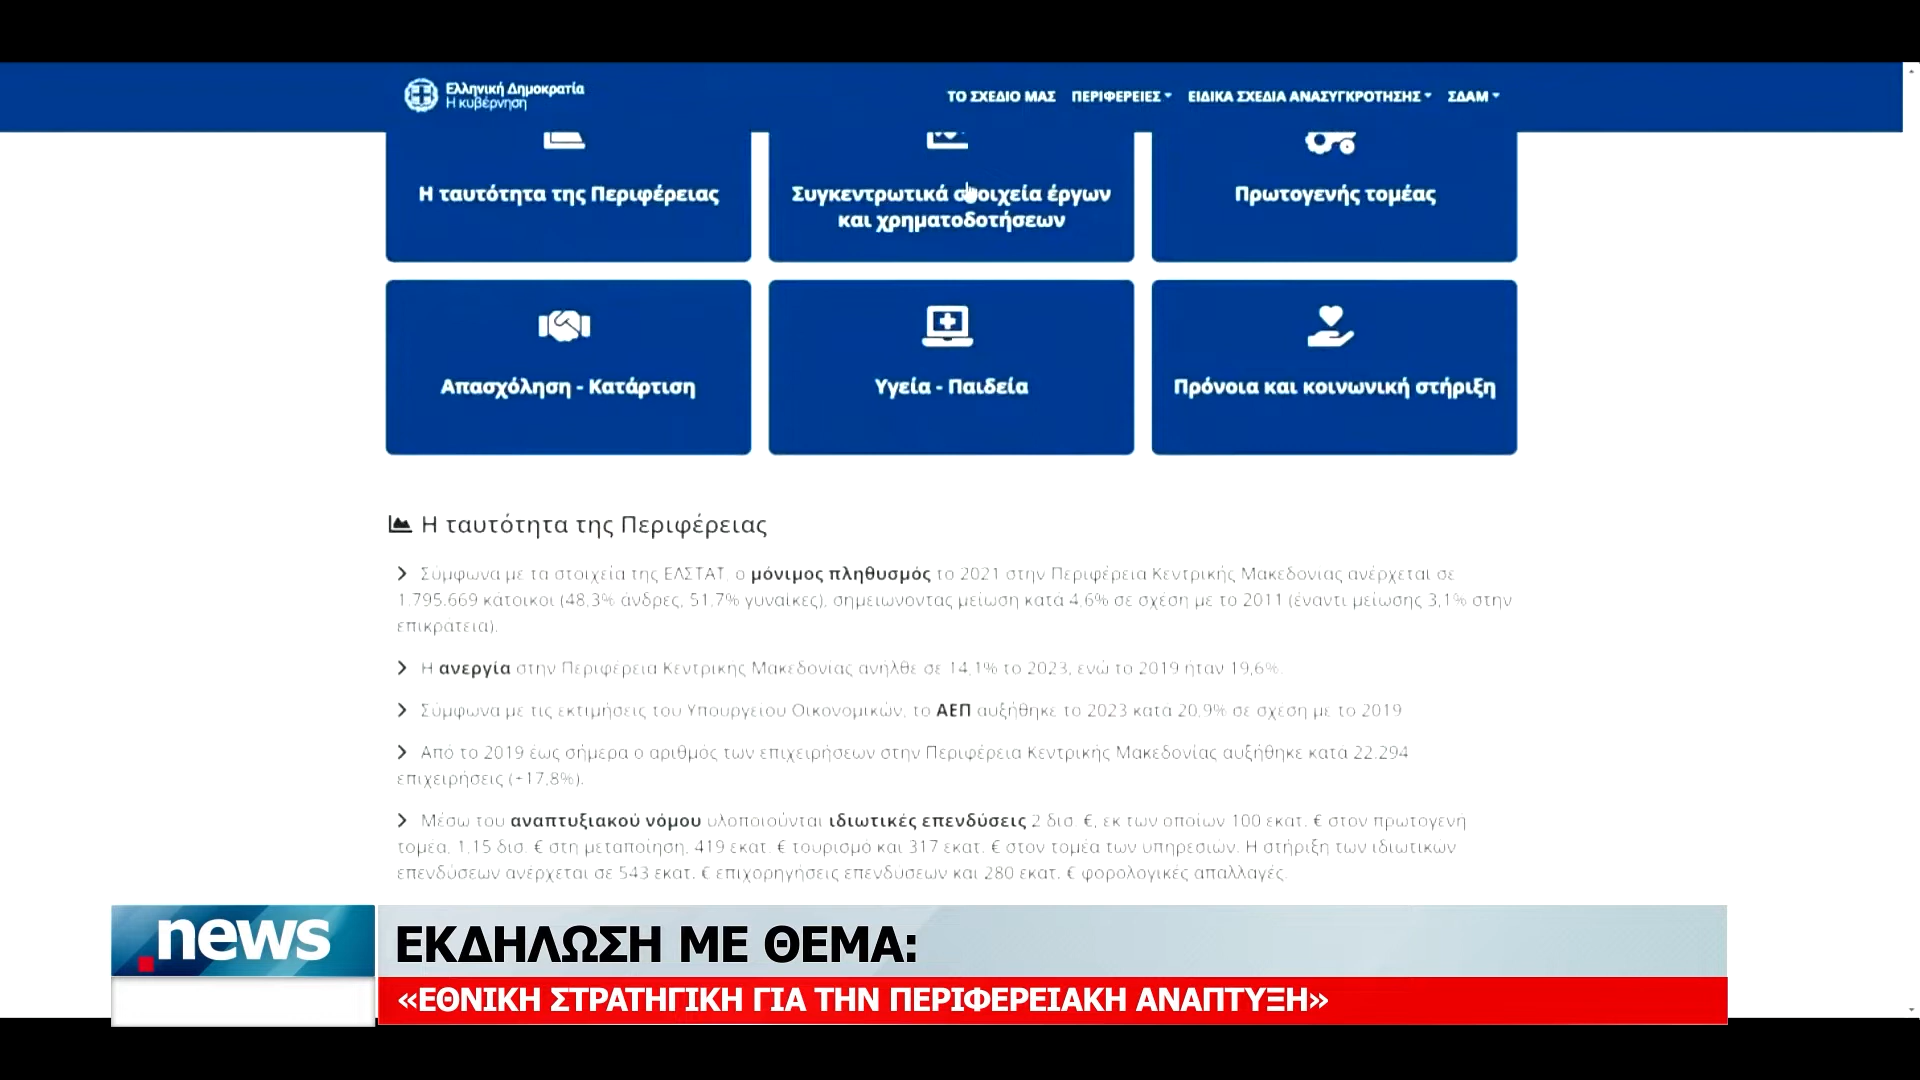 Ελληνική Δημοκρατία
Η κυβέρνηση
ΤΟ ΣΧΕΔΙΟ ΜΑΣ ΠΕΡΙΦΕΡΕΙΕΣ ΕΙΔΙΚΑ ΣΧΕΔΙΑ ΑΝΑΣΥΓΚΡΟΤΗΣΗΣ ΣΔΑΜ
Η ταυτότητα της Περιφέρειας
Συγκεντρωτικά στοιχεία έργων
και χρηματοδοτήσεων
Πρωτογενής τομέας
Απασχόληση - Κατάρτιση
Υγεία - Παιδεία
Πρόνοια και κοινωνική στήριξη
Η ταυτότητα της Περιφέρειας
Σύμφωνα με τα στοιχεία της ΕΛΣΤΑΤ, ο μόνιμος πληθυσμός το 2021 στην Περιφέρεια Κεντρικής Μακεδονίας ανέρχεται σε
1.795.669 κάτοικοι (48,3% άνδρες, 51,7% γυναίκες), σημειώνοντας μείωση κατά 4,6% σε σχέση με το 2011 (έναντι μείωσης 3,1% στην
επικράτεια).
Η ανεργία στην Περιφέρεια Κεντρικής Μακεδονίας ανήλθε σε 14,1% το 2023, ενώ το 2019 ήταν 19,6%.
Σύμφωνα με τις εκτιμήσεις του Υπουργείου Οικονομικών, το ΑΕΠ αυξήθηκε το 2023 κατά 20,9% σε σχέση με το 2019
Από το 2019 έως σήμερα ο αριθμός των επιχειρήσεων στην Περιφέρεια Κεντρικής Μακεδονίας αυξήθηκε κατά 22.294
επιχειρήσεις (+17,8%).
Μέσω του αναπτυξιακού νόμου υλοποιούνται ιδιωτικές επενδύσεις 2 δισ. €, εκ των οποίων 100 εκατ. € στον πρωτογενή
τομέα, 1,15 δισ. € στη μεταποίηση, 419 εκατ. € τουρισμό και 317 εκατ. € στον τομέα των υπηρεσιών. Η στήριξη των ιδιωτικών
επενδύσεων ανέρχεται σε 543 εκατ. € επιχορηγήσεις επενδύσεων και 280 εκατ. € φορολογικές απαλλαγές.
.news
ΕΚΔΗΛΩΣΗ ΜΕ ΘΕΜΑ:
«ΕΘΝΙΚΗ ΣΤΡΑΤΗΓΙΚΗ ΓΙΑ ΤΗΝ ΠΕΡΙΦΕΡΕΙΑΚΗ ΑΝΑΠΤΥΞΗ»